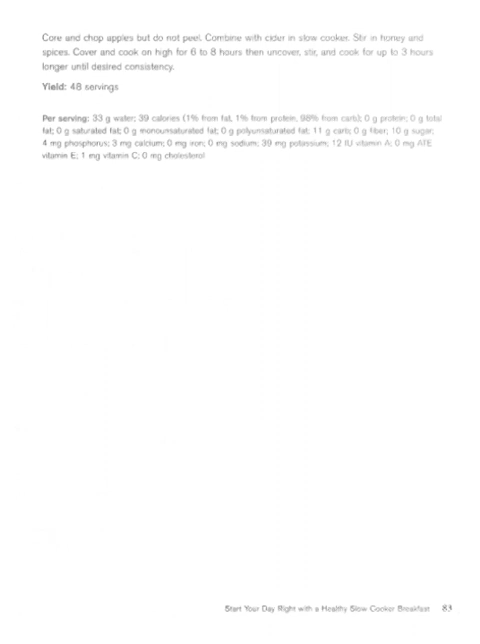 Core and chop apples but do not peel. Combine with cider in slow cooker. Stir in honey and
spices. Cover and cook on high for 6 to 8 hours then uncover, stir, and cook for up to 3 hours
longer until desired consistency.
Yield: 48 servings
Per serving: 33 g water; 39 calories (1% from fat, 1% from protein, 98% from carb); 0 g protein; 0 g total
fat; 0 g saturated fat; 0 g monounsaturated fat; 0 g polyunsaturated fat; 11 g carb; 0 g fiber; 10 g sugar;
4 mg phosphorus; 3 mg calcium; 0 mg iron; 0 mg sodium; 39 mg potassium; 12 IU vitamin A; 0 mg ATE
vitamin E; 1 mg vitamin C; 0 mg cholesterol
Start Your Day Right with a Healthy Slow Cooker Breakfast 83